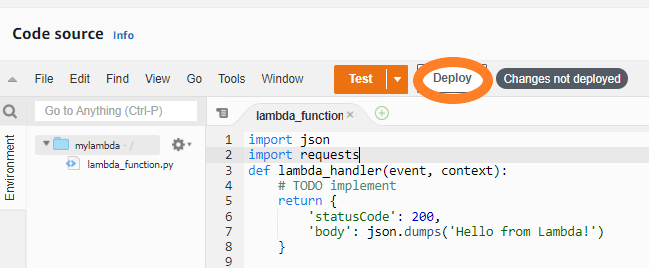 Code source Info
File Edit Find View Go Tools Window Test Deploy Changes not deployed
Go to Anything (Ctrl-P)
lambda_function
Environment
mylambda - /
lambda_function.py
1 import json
2 import requests
3 def lambda_handler(event, context):
4 # TODO implement
5 return {
6 'statusCode': 200,
7 'body': json.dumps('Hello from Lambda!')
8 }
9